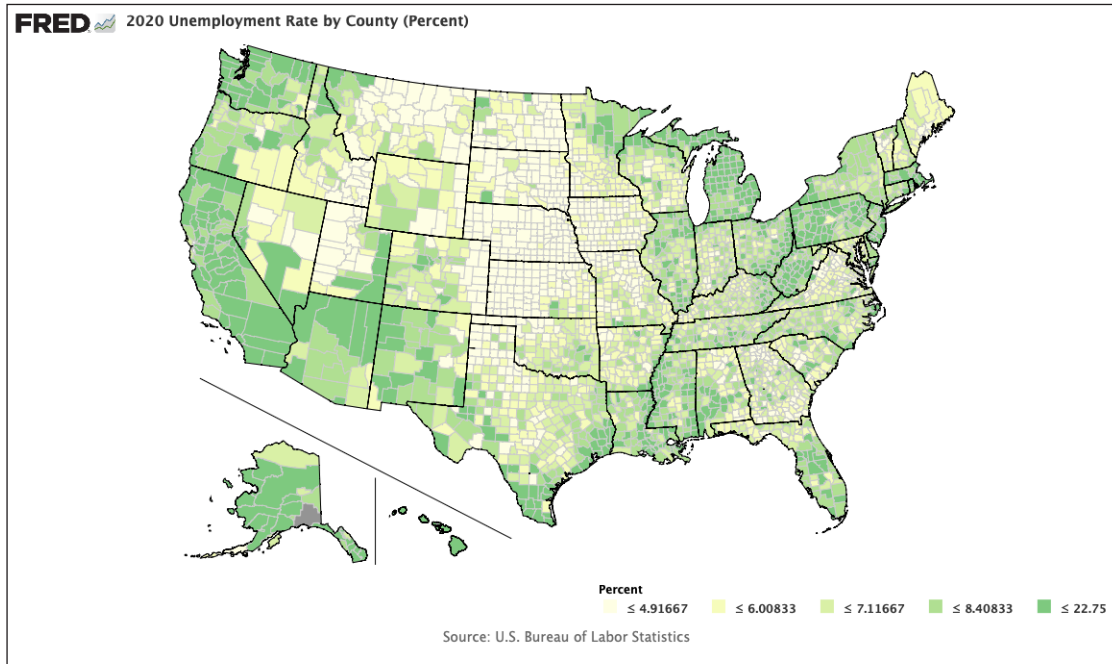 FRED 2020 Unemployment Rate by County (Percent)
Percent
≤ 4.91667 ≤ 6.00833 ≤ 7.11667 ≤ 8.40833 ≤ 22.75
Source: U.S. Bureau of Labor Statistics